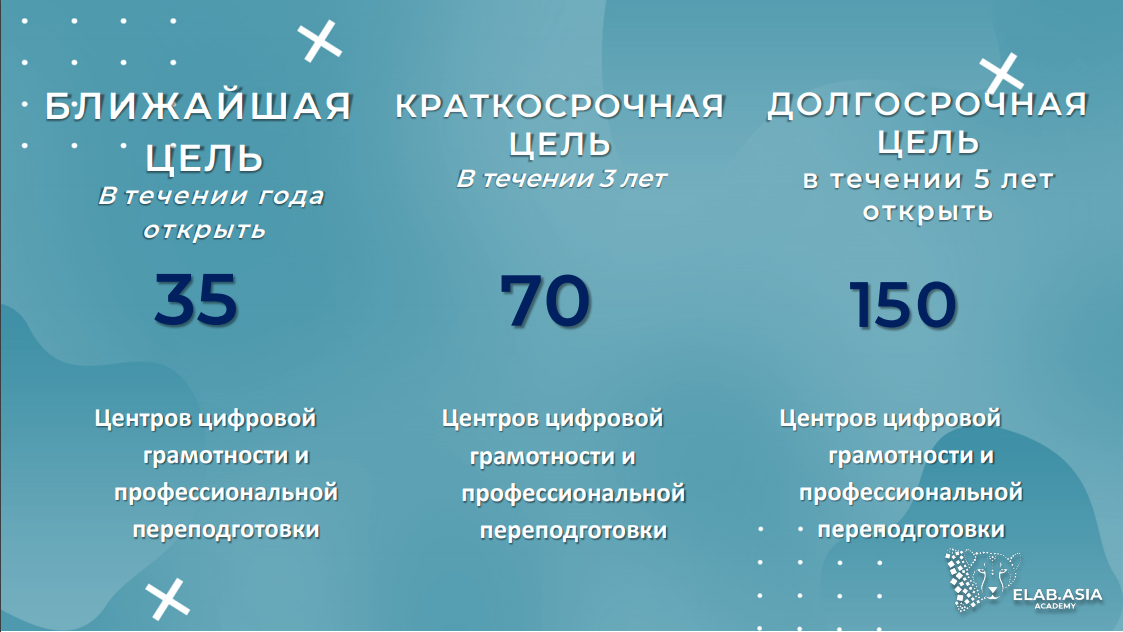 БЛИЖАЙШАЯ
ЦЕЛЬ
В течении года
открыть
35
Центров цифровой
грамотности и
профессиональной
переподготовки
КРАТКОСРОЧНАЯ
ЦЕЛЬ
В течении 3 лет
70
Центров цифровой
грамотности и
профессиональной
переподготовки
ДОЛГОСРОЧНАЯ
ЦЕЛЬ
в течении 5 лет
открыть
150
Центров цифровой
грамотности и
профессиональной
переподготовки
ELAB.ASIA
ACADEMY